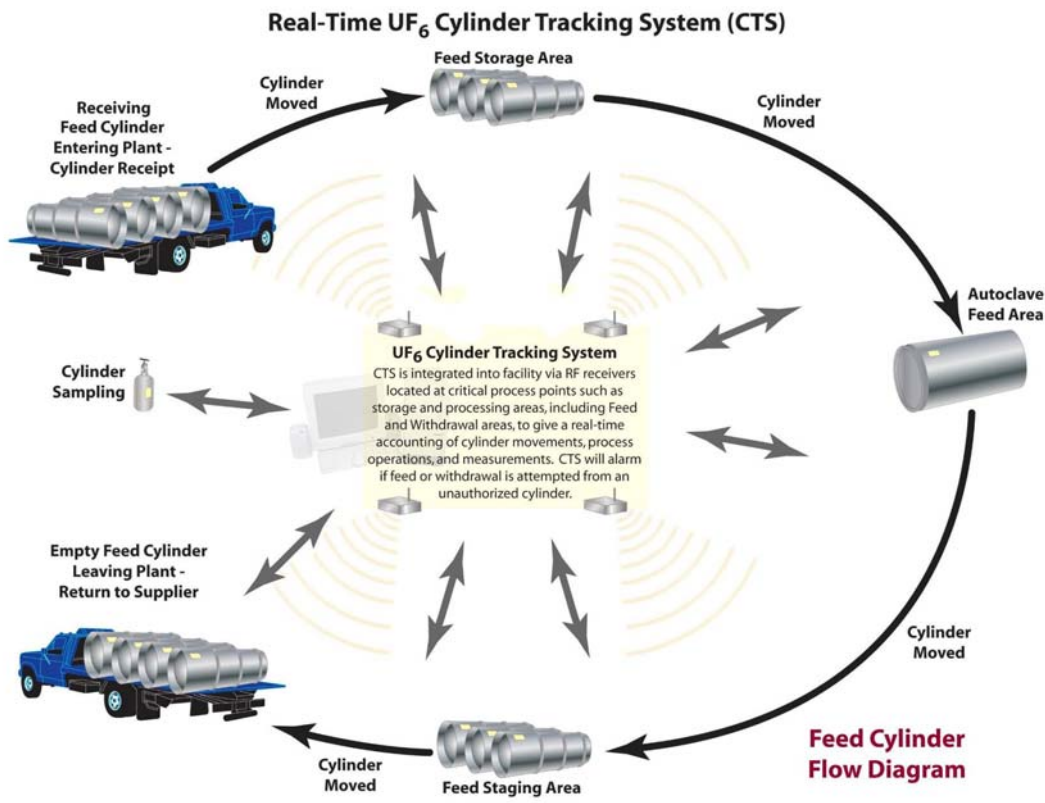 Real-Time UF6 Cylinder Tracking System (CTS)
Feed Storage Area
Cylinder
Moved
Receiving
Feed Cylinder
Entering Plant -
Cylinder Receipt
Cylinder
Moved
Autoclave
Feed Area
UF6 Cylinder Tracking System
CTS is integrated into facility via RF receivers
located at critical process points such as
storage and processing areas, including Feed
and Withdrawal areas, to give a real-time
accounting of cylinder movements, process
operations, and measurements. CTS will alarm
if feed or withdrawal is attempted from an
unauthorized cylinder.
Cylinder
Sampling
Empty Feed Cylinder
Leaving Plant -
Return to Supplier
Cylinder
Moved
Cylinder
Moved
Feed Staging Area
Feed Cylinder
Flow Diagram